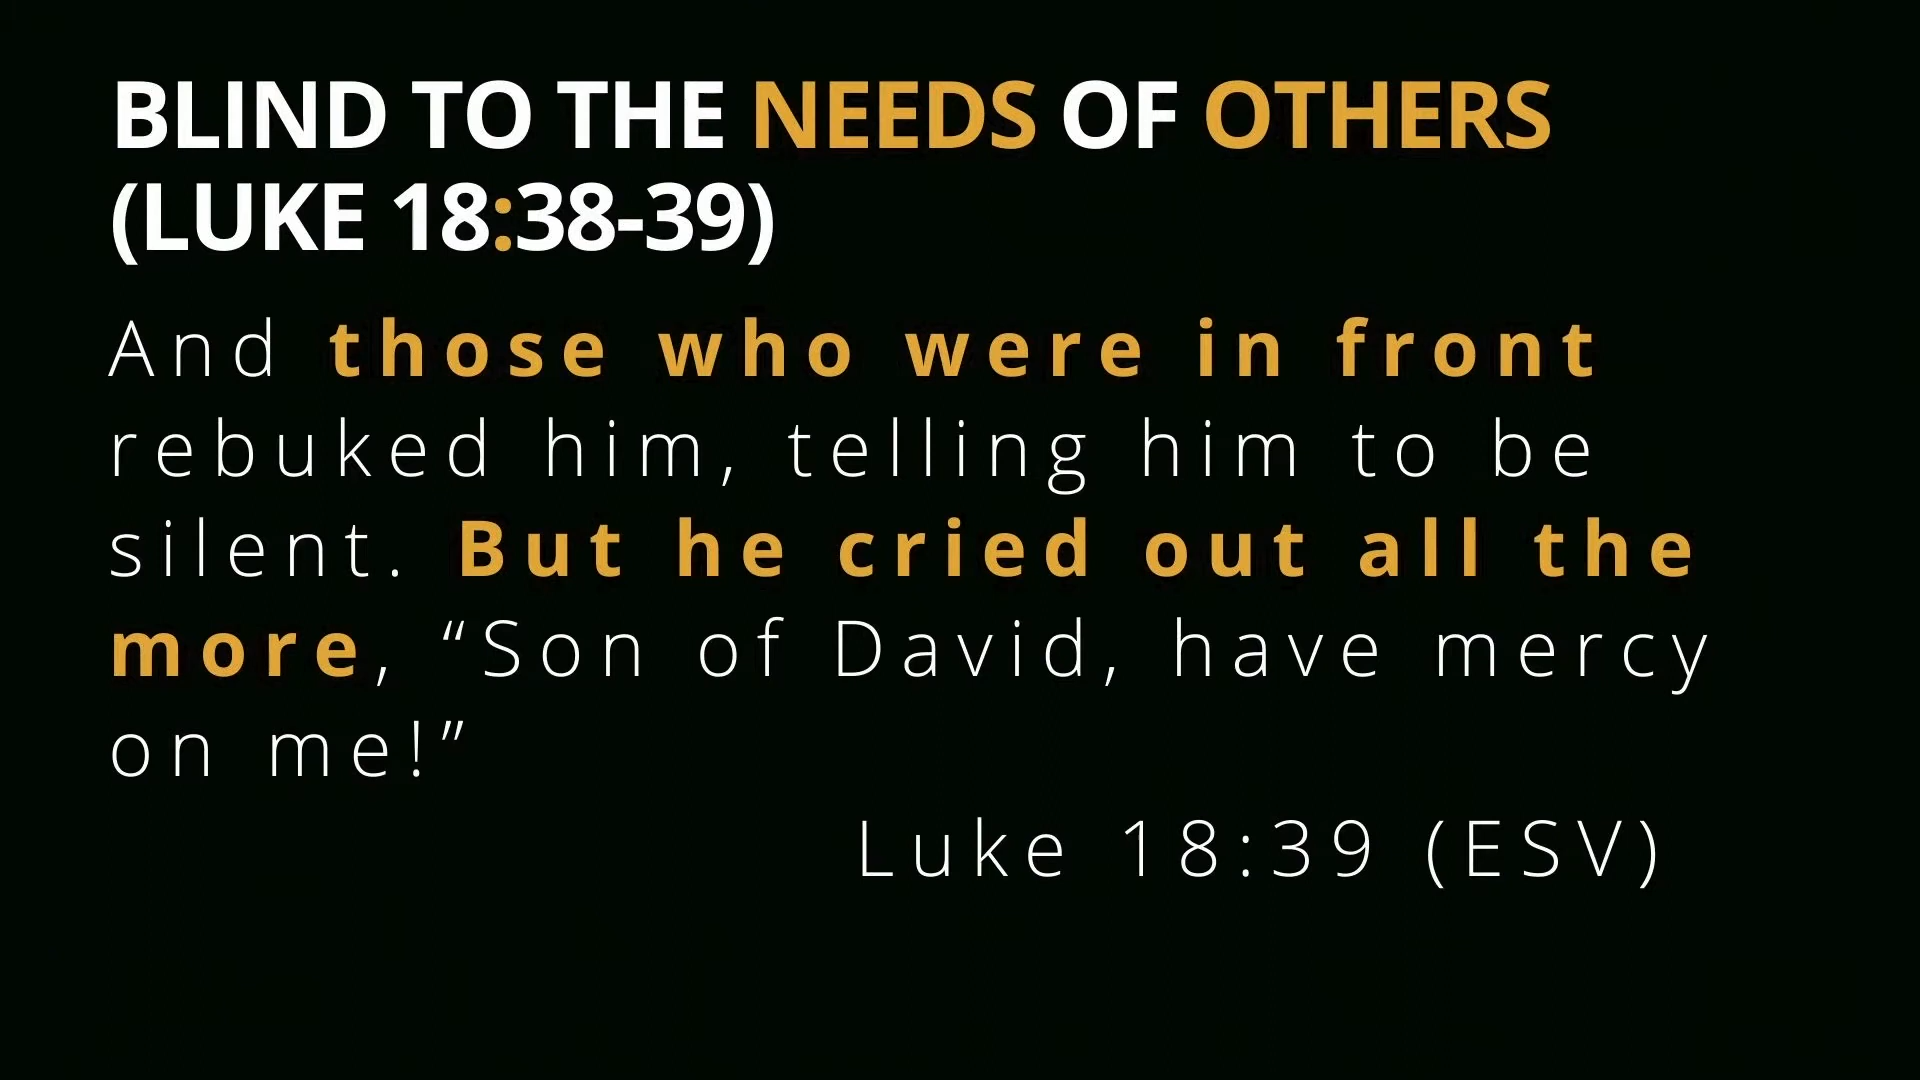 BLIND TO THE NEEDS OF OTHERS
(LUKE 18:38-39)
And those who were in front
rebuked him, telling him to be
silent. But he cried out all the
more, “Son of David, have mercy
on me!”
Luke 18:39 (ESV)